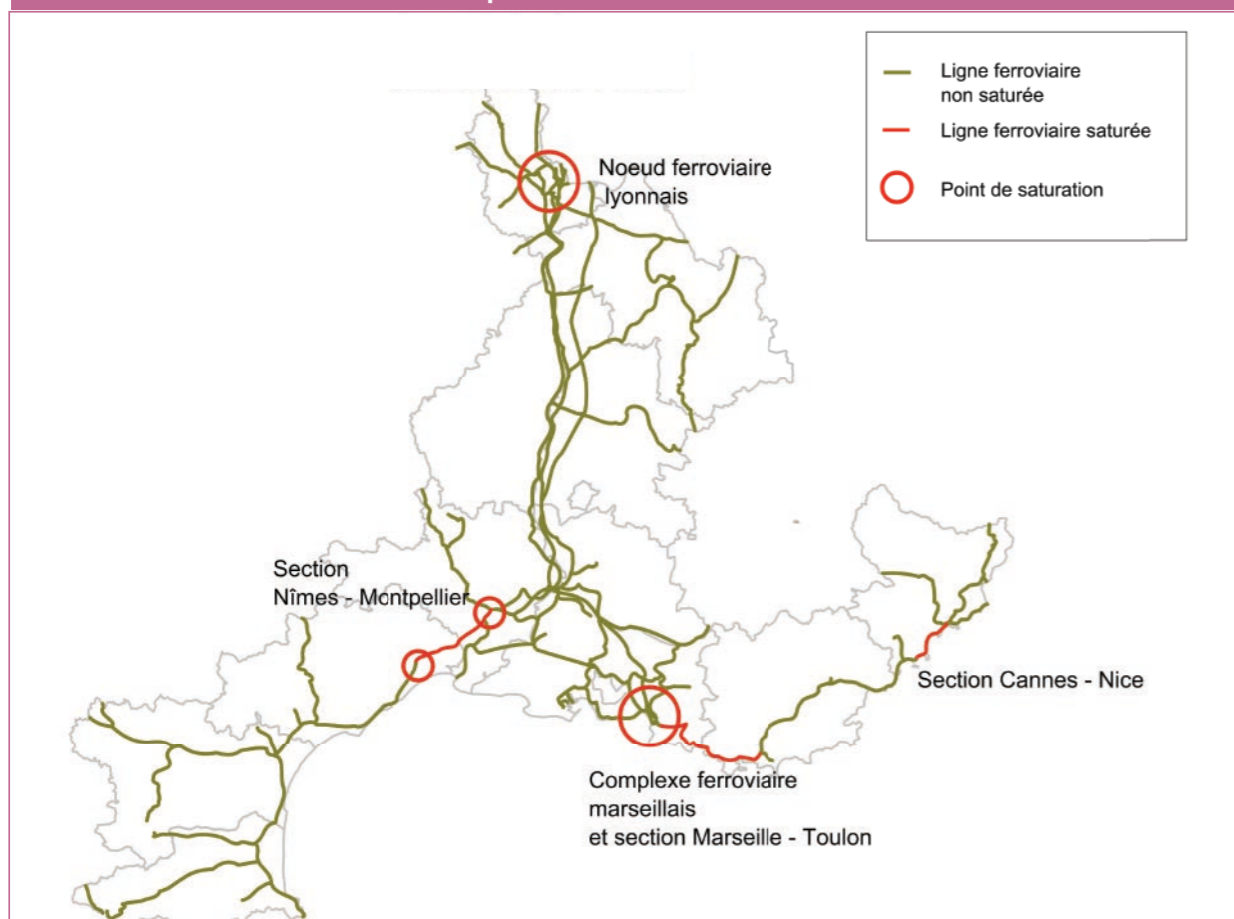 Ligne ferroviaire
non saturée
Ligne ferroviaire saturée
Point de saturation
Noeud ferroviaire
lyonnais
Section
Nîmes - Montpellier
Section Cannes - Nice
Complexe ferroviaire
marseillais
et section Marseille - Toulon